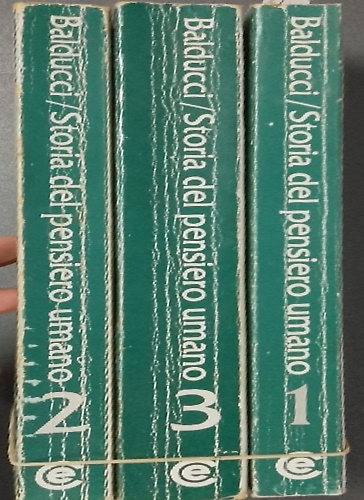 Balducci/Storia del pensiero umano 2
Balducci/Storia del pensiero umano 3
Balducci/Storia del pensiero umano 1